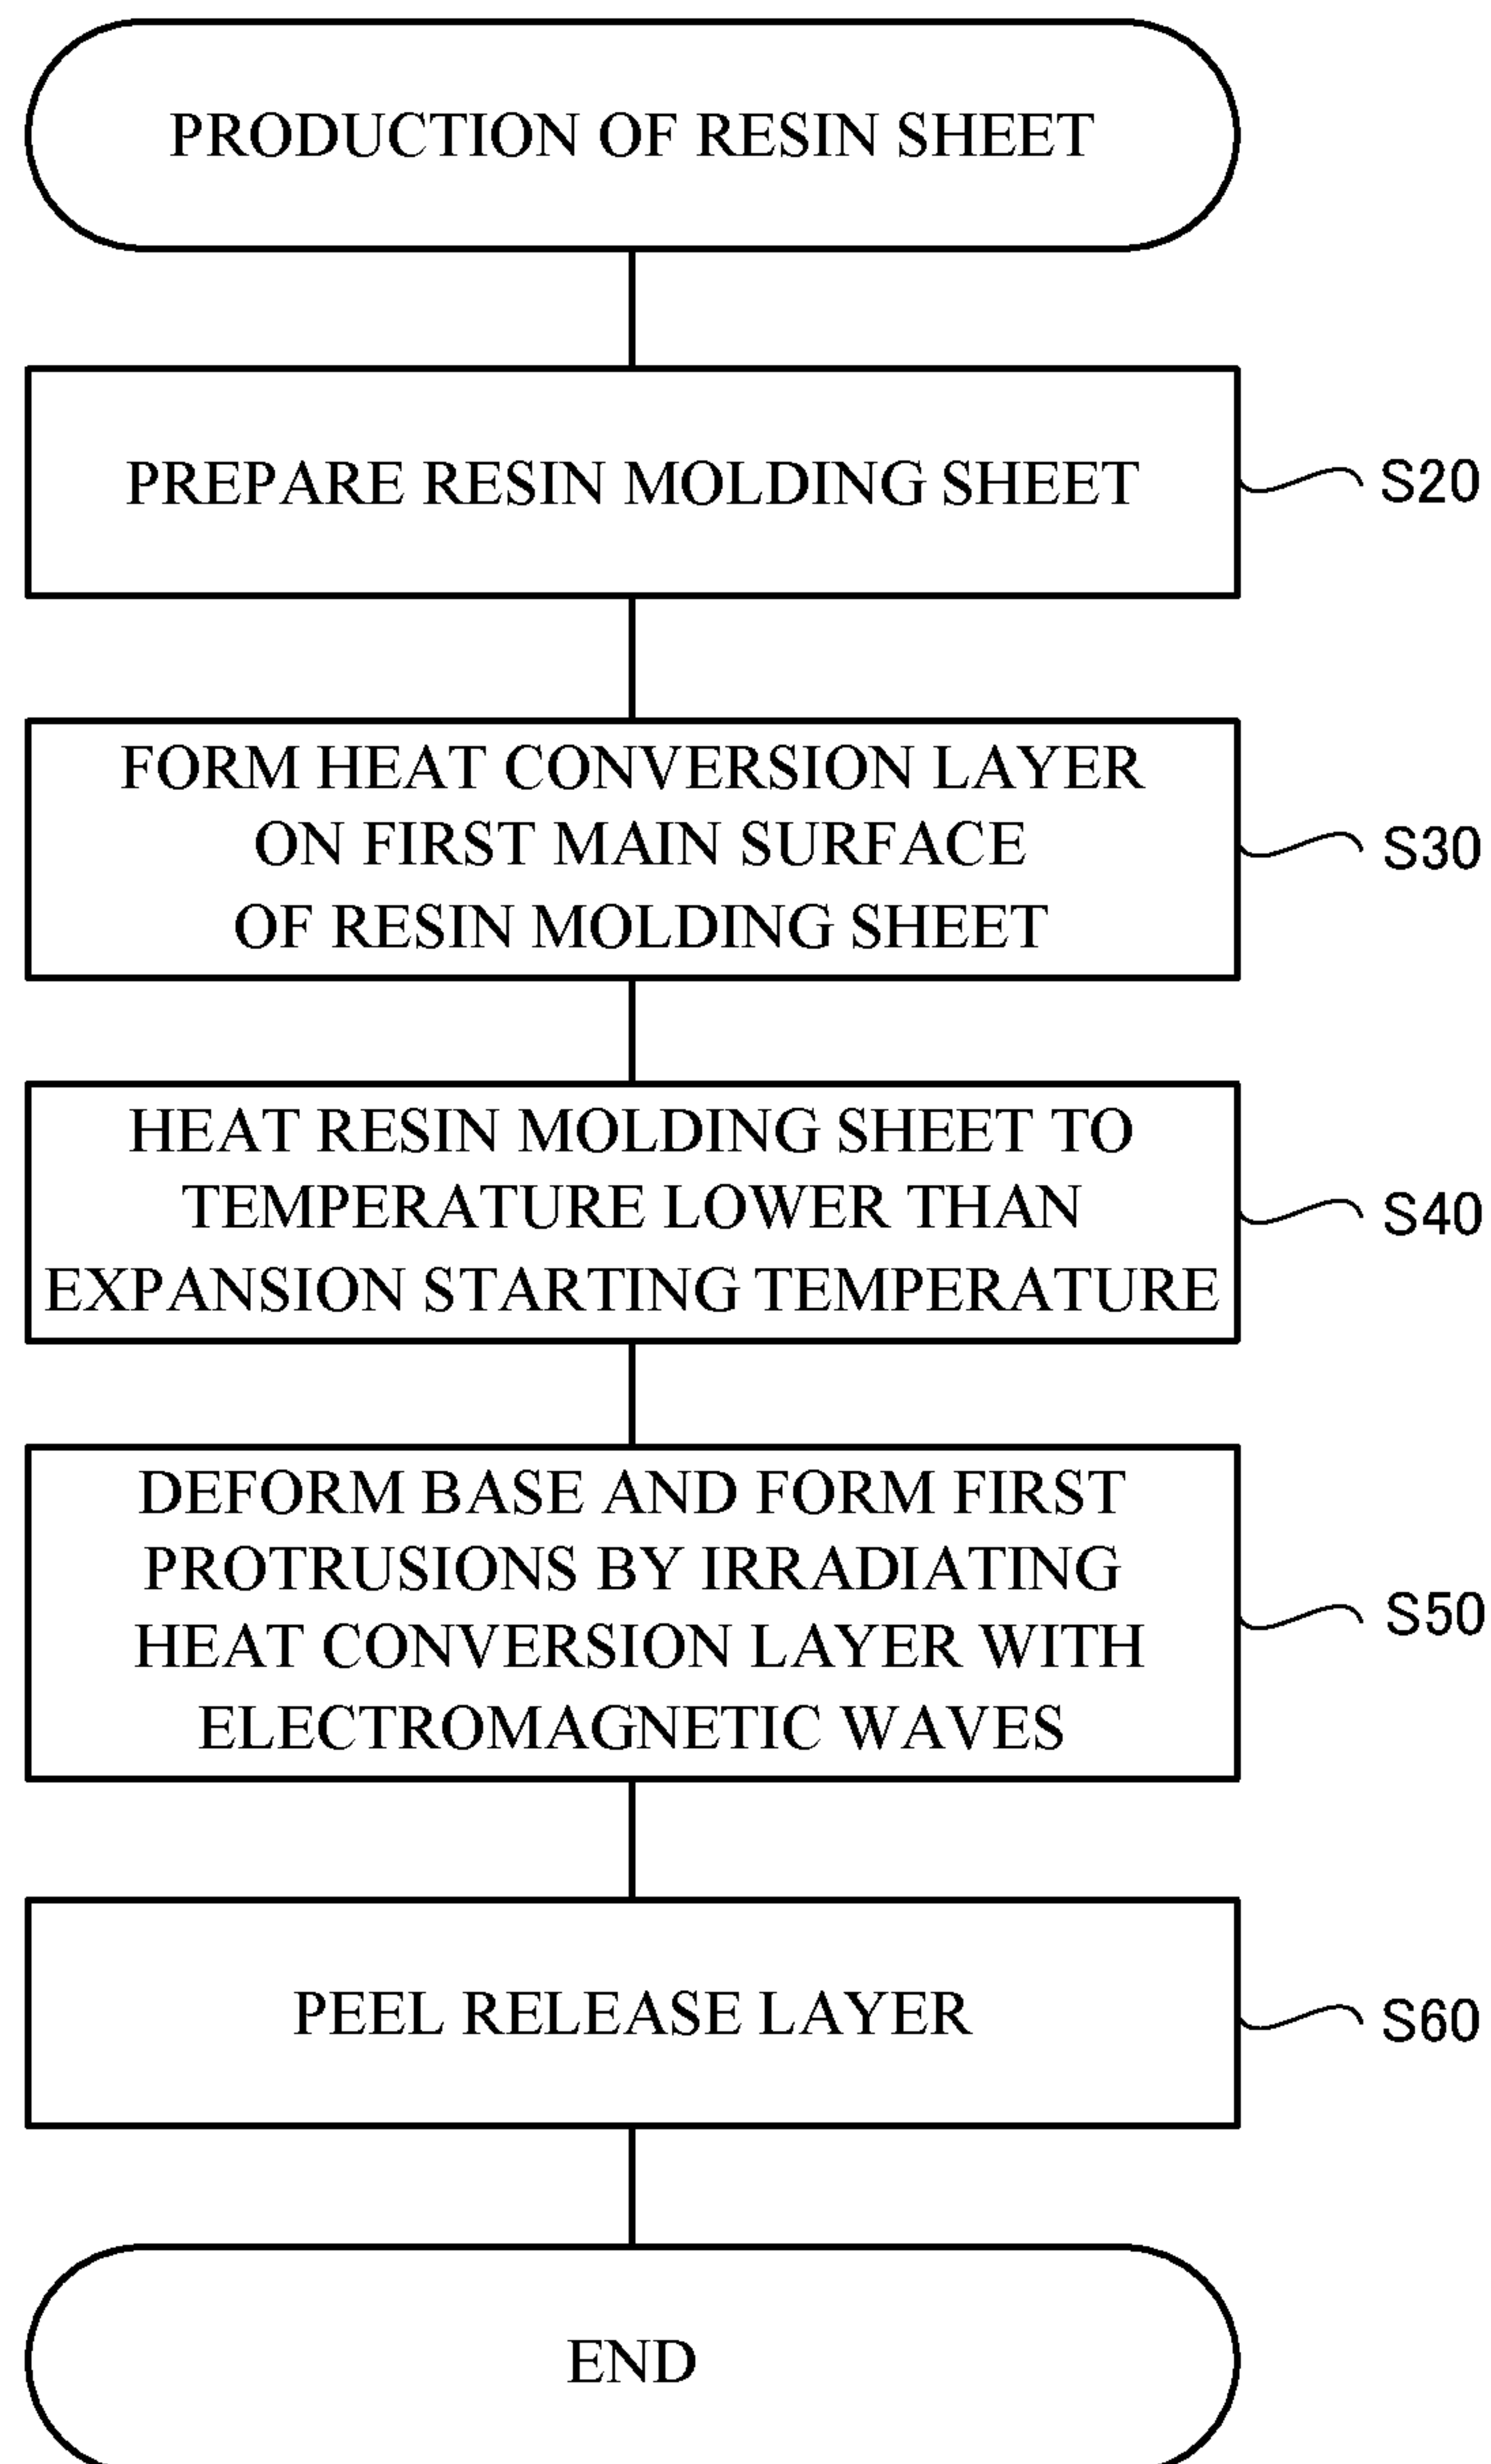 PRODUCTION OF RESIN SHEET
PREPARE RESIN MOLDING SHEET
S20
FORM HEAT CONVERSION LAYER
ON FIRST MAIN SURFACE
OF RESIN MOLDING SHEET
S30
HEAT RESIN MOLDING SHEET TO
TEMPERATURE LOWER THAN
EXPANSION STARTING TEMPERATURE
S40
DEFORM BASE AND FORM FIRST
PROTRUSIONS BY IRRADIATING
HEAT CONVERSION LAYER WITH
ELECTROMAGNETIC WAVES
S50
PEEL RELEASE LAYER
S60
END